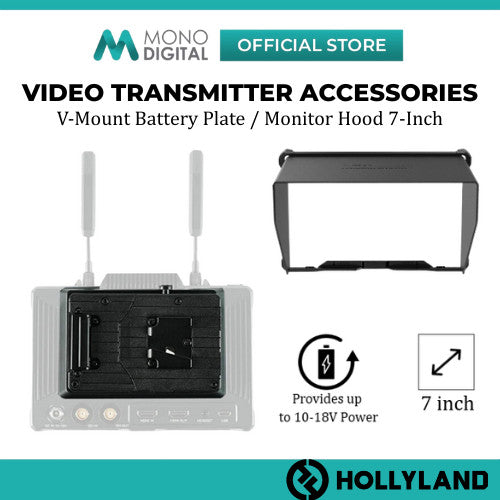 MONO
DIGITAL
OFFICIAL STORE
VIDEO TRANSMITTER ACCESSORIES
V-Mount Battery Plate / Monitor Hood 7-Inch
Provides up
to 10-18V Power
7 inch
HOLLYLAND